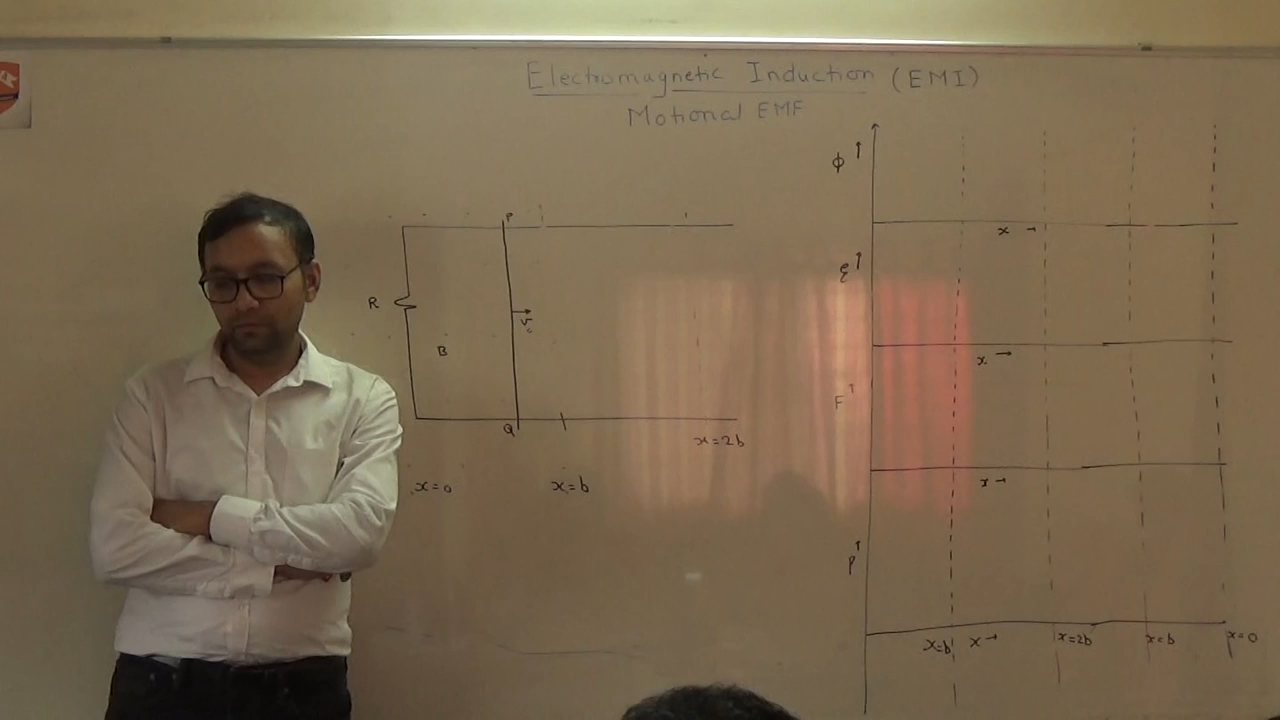 Electromagnetic Induction (EMI)
Motional EMF
P
R
B
V
Q
x=0
x=b
x=2b
ϕ↑
x →
ξ↑
x →
F↑
x →
P↑
x=b
x →
x=2b
x=b
x=0